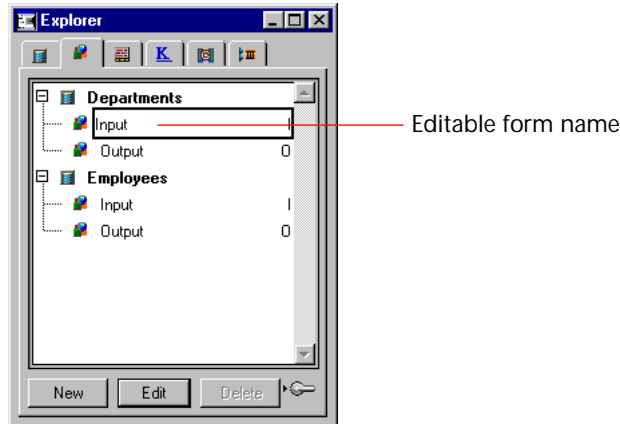 Explorer
K
Departments
Input I
Editable form name
Output O
Employees
Input I
Output O
New Edit Delete